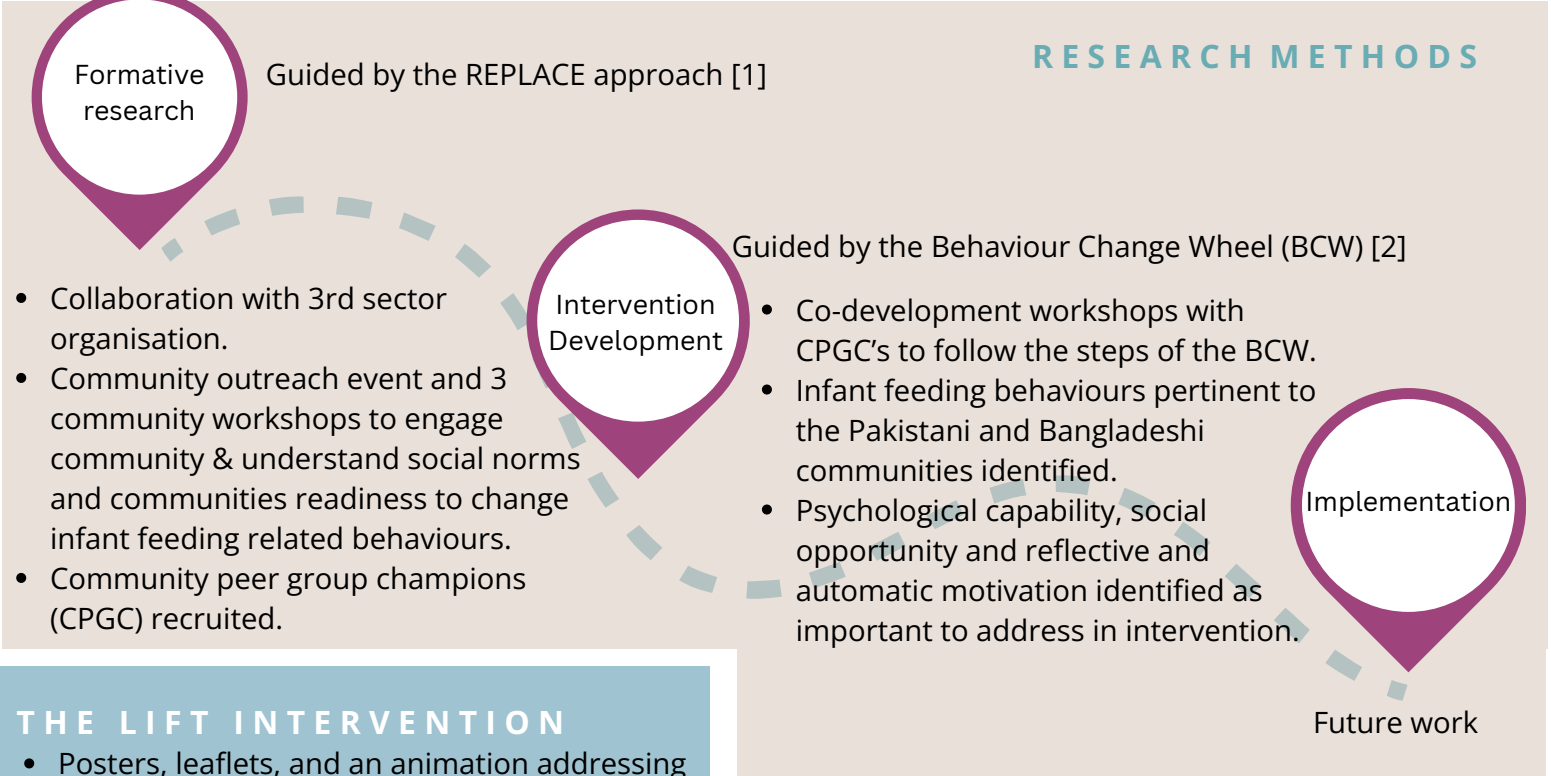 RESEARCH METHODS
Formative
research
Guided by the REPLACE approach [1]
• Collaboration with 3rd sector
organisation.
• Community outreach event and 3
community workshops to engage
community & understand social norms
and communities readiness to change
infant feeding related behaviours.
• Community peer group champions
(CPGC) recruited.
Intervention
Development
Guided by the Behaviour Change Wheel (BCW) [2]
• Co-development workshops with
CPGC's to follow the steps of the BCW.
• Infant feeding behaviours pertinent to
the Pakistani and Bangladeshi
communities identified.
• Psychological capability, social
opportunity and reflective and
automatic motivation identified as
important to address in intervention.
Implementation
Future work
THE LIFT INTERVENTION
• Posters, leaflets, and an animation addressing